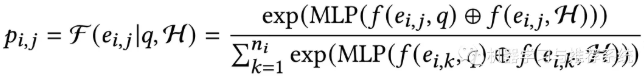 p_{i,j} = \mathcal{F}(e_{i,j}|q, \mathcal{H}) = \frac{\exp(\text{MLP}(f(e_{i,j}, q) \oplus f(e_{i,j}, \mathcal{H})))}{\sum_{k=1}^{n_i} \exp(\text{MLP}(f(e_{i,k}, q) \oplus f(e_{i,k}, \mathcal{H})))}